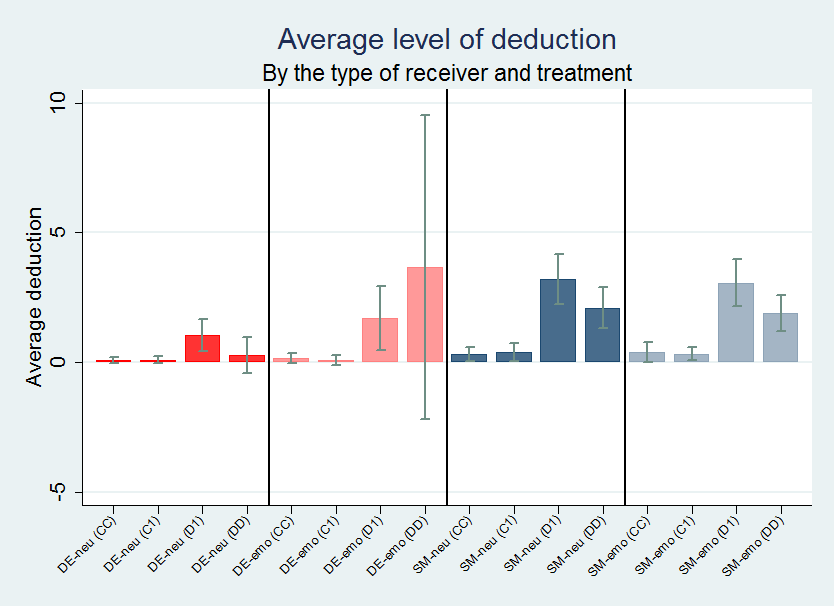 Average level of deduction
By the type of receiver and treatment
Average deduction
10
5
0
-5
DE-neu (CC)
DE-neu (C1)
DE-neu (D1)
DE-neu (DD)
DE-emo (CC)
DE-emo (C1)
DE-emo (D1)
DE-emo (DD)
SM-neu (CC)
SM-neu (C1)
SM-neu (D1)
SM-neu (DD)
SM-emo (CC)
SM-emo (C1)
SM-emo (D1)
SM-emo (DD)